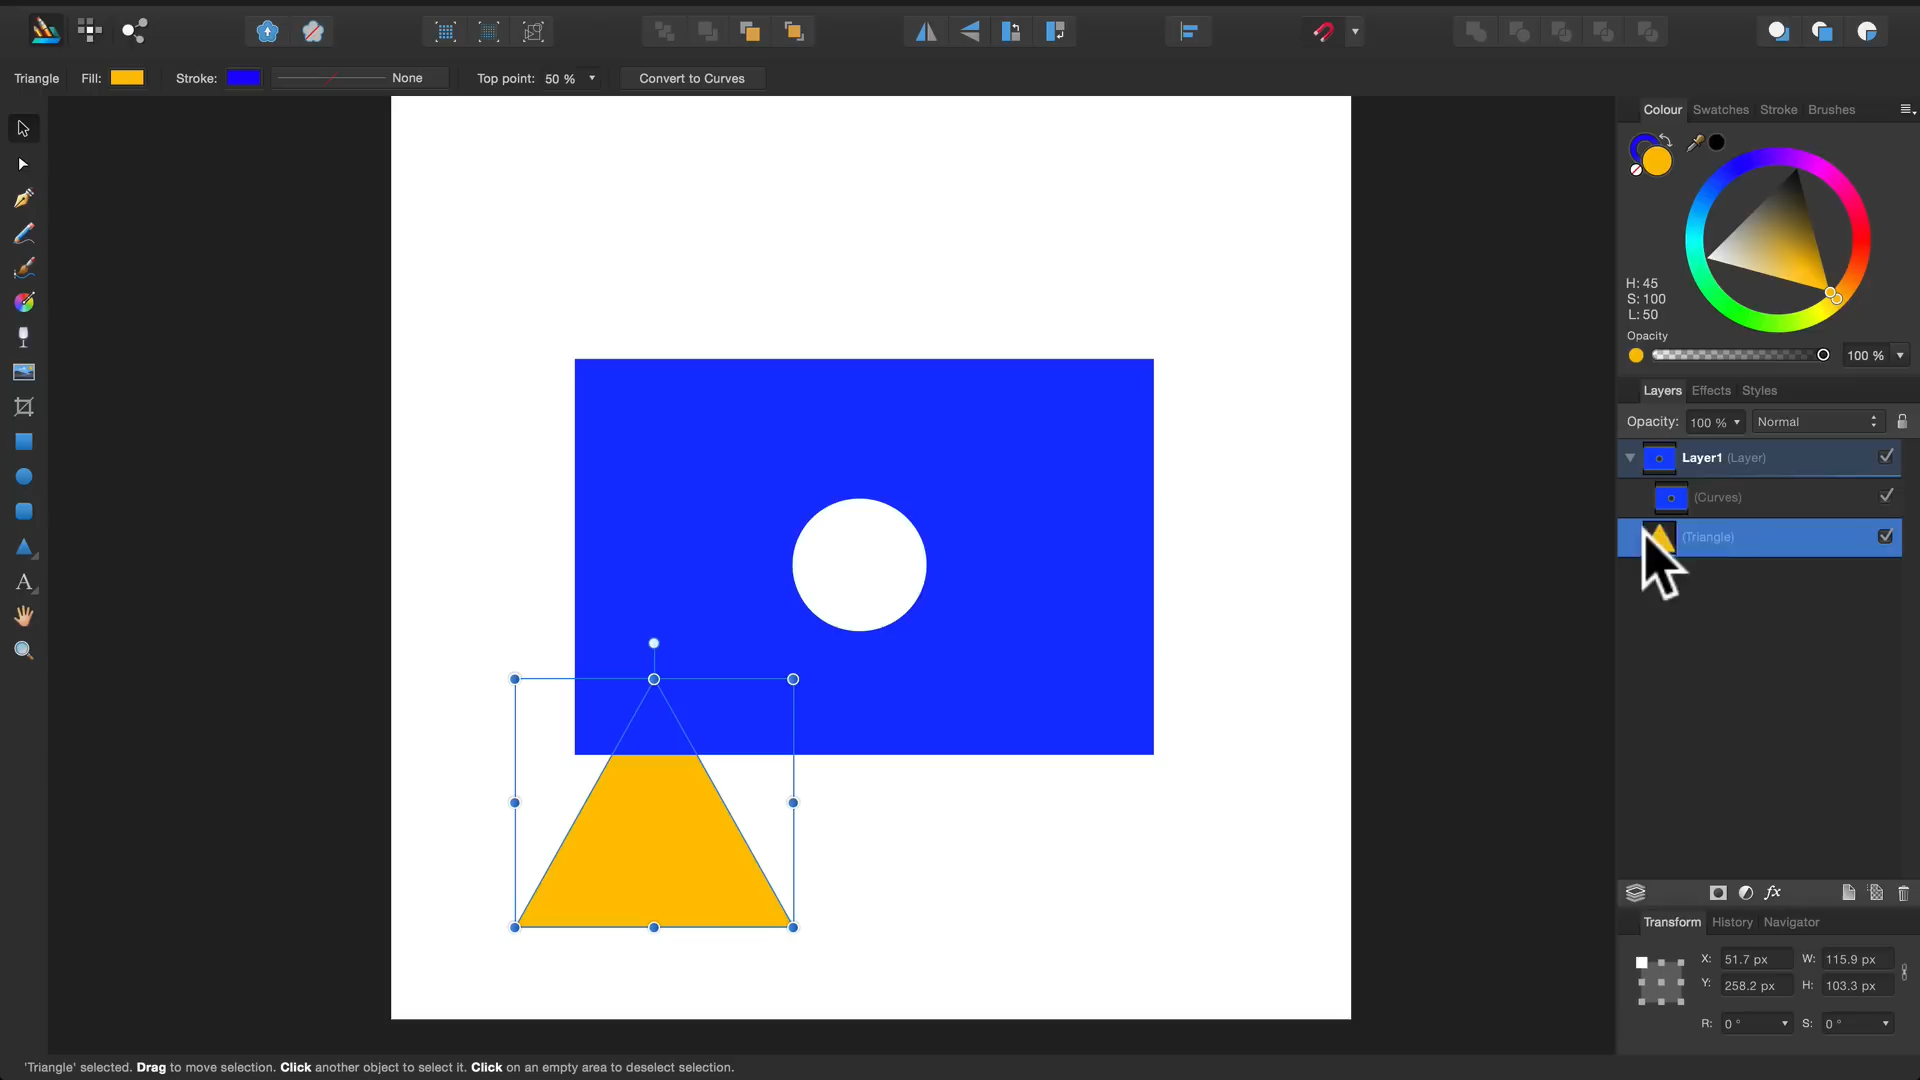 Triangle Fill: Stroke: None Top point: 50 % Convert to Curves
Colour Swatches Stroke Brushes
H: 45
S: 100
L: 50
Opacity
100 %
Layers Effects Styles
Opacity: 100 % Normal
Layer1 (Layer)
(Curves)
(Triangle)
fx
Transform History Navigator
X: 51.7 px W: 115.9 px
Y: 258.2 px H: 103.3 px
R: 0 ° S: 0 °
'Triangle' selected. Drag to move selection. Click another object to select it. Click on an empty area to deselect selection.